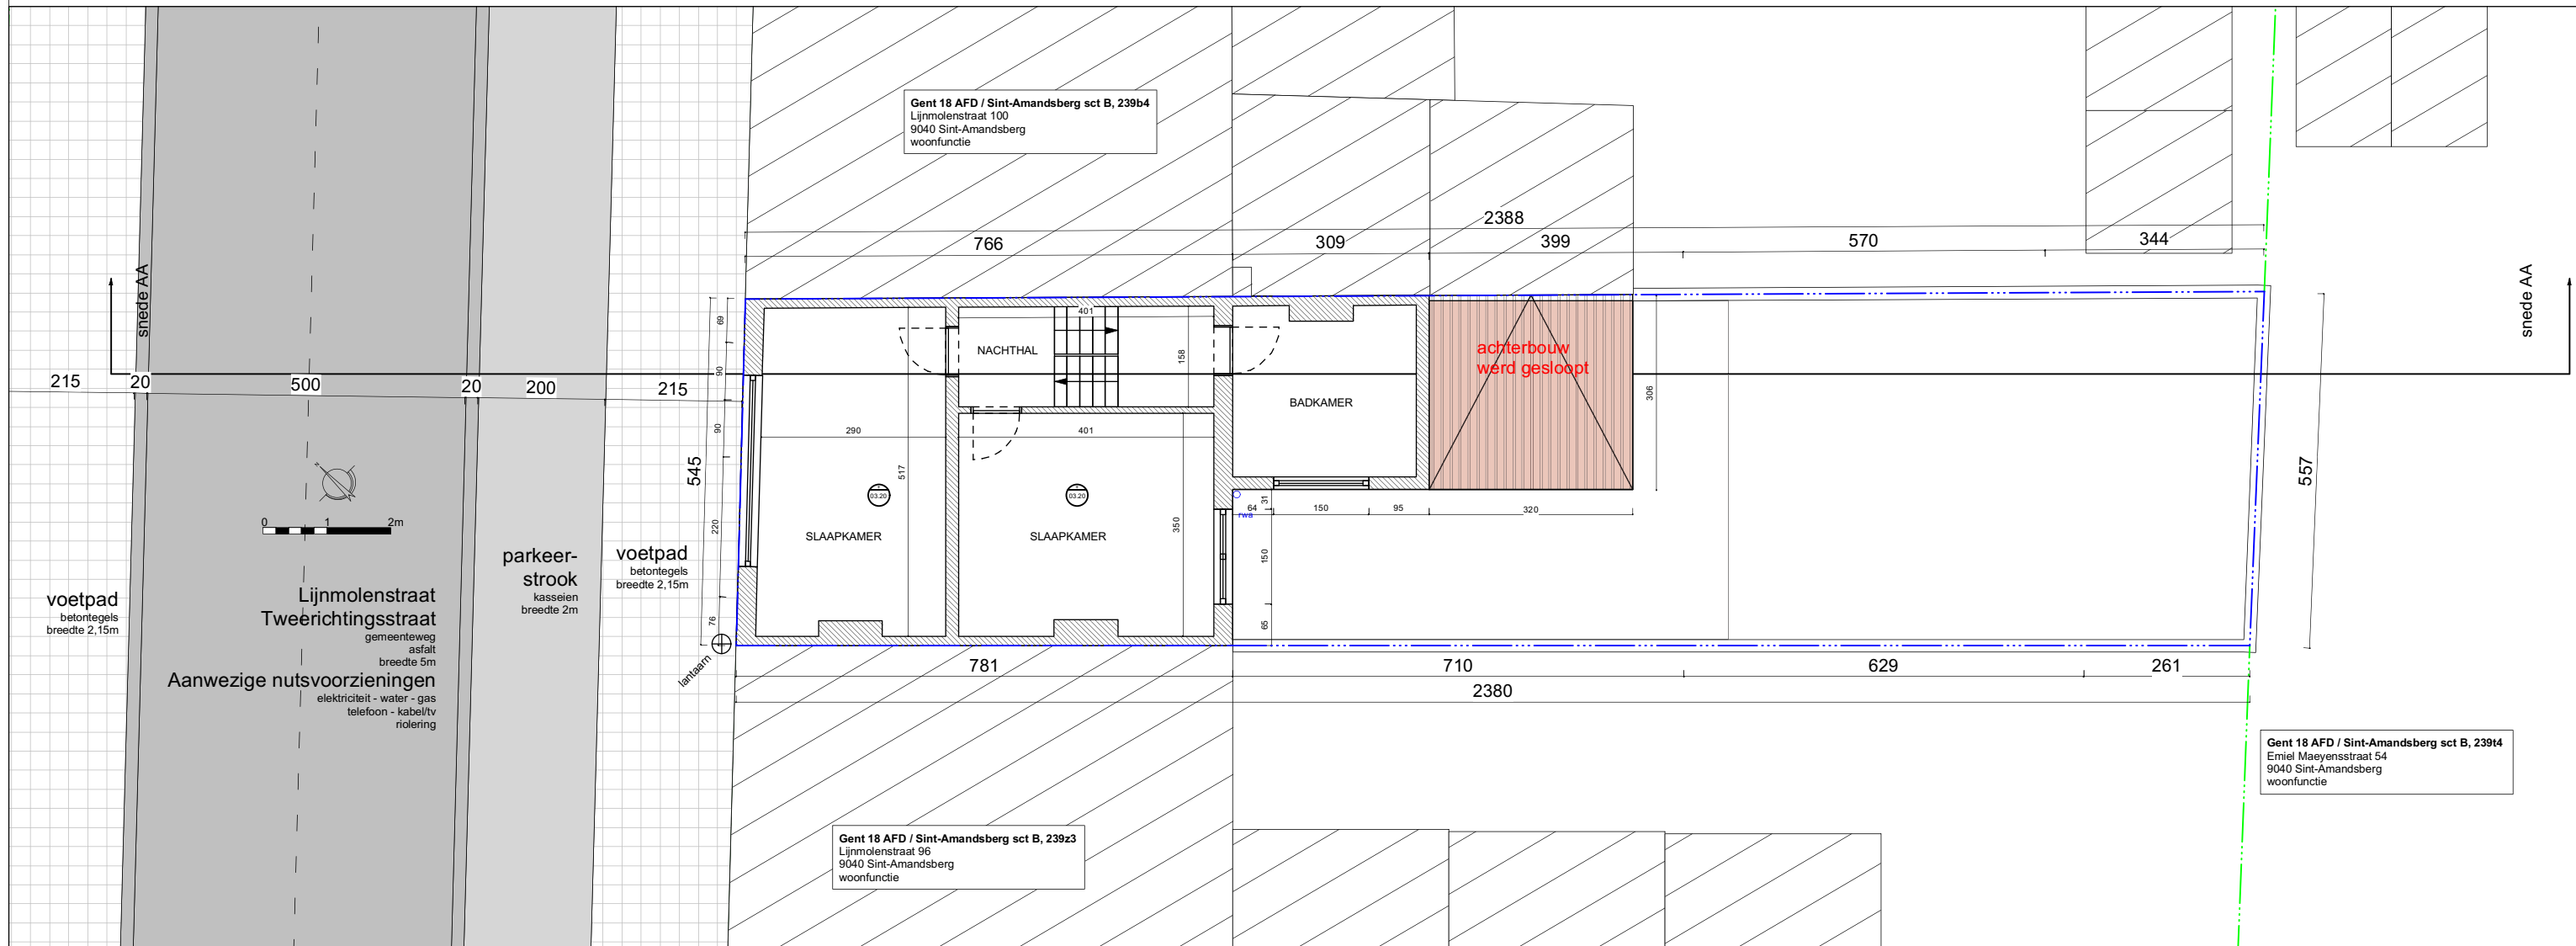 Gent 18 AFD / Sint-Amandsberg sct B, 239b4
Lijnmolenstraat 100
9040 Sint-Amandsberg
woonfunctie
2388
766
309
399
570
344
snede AA
snede AA
215
20
500
20
200
215
69
90
90
220
76
545
401
NACHTHAL
158
BADKAMER
achterbouw
werd gesloopt
306
290
401
517
350
03.20
03.20
SLAAPKAMER
SLAAPKAMER
rwa
64
150
95
320
31
150
65
557
0
1
2m
parkeer-
strook
kasseien
breedte 2m
voetpad
betontegels
breedte 2,15m
voetpad
betontegels
breedte 2,15m
Lijnmolenstraat
Tweerichtingsstraat
gemeenteweg
asfalt
breedte 5m
Aanwezige nutsvoorzieningen
elektriciteit - water - gas
telefoon - kabel/tv
riolering
lantaarn
781
710
629
261
2380
Gent 18 AFD / Sint-Amandsberg sct B, 239t4
Emiel Maeyensstraat 54
9040 Sint-Amandsberg
woonfunctie
Gent 18 AFD / Sint-Amandsberg sct B, 239z3
Lijnmolenstraat 96
9040 Sint-Amandsberg
woonfunctie